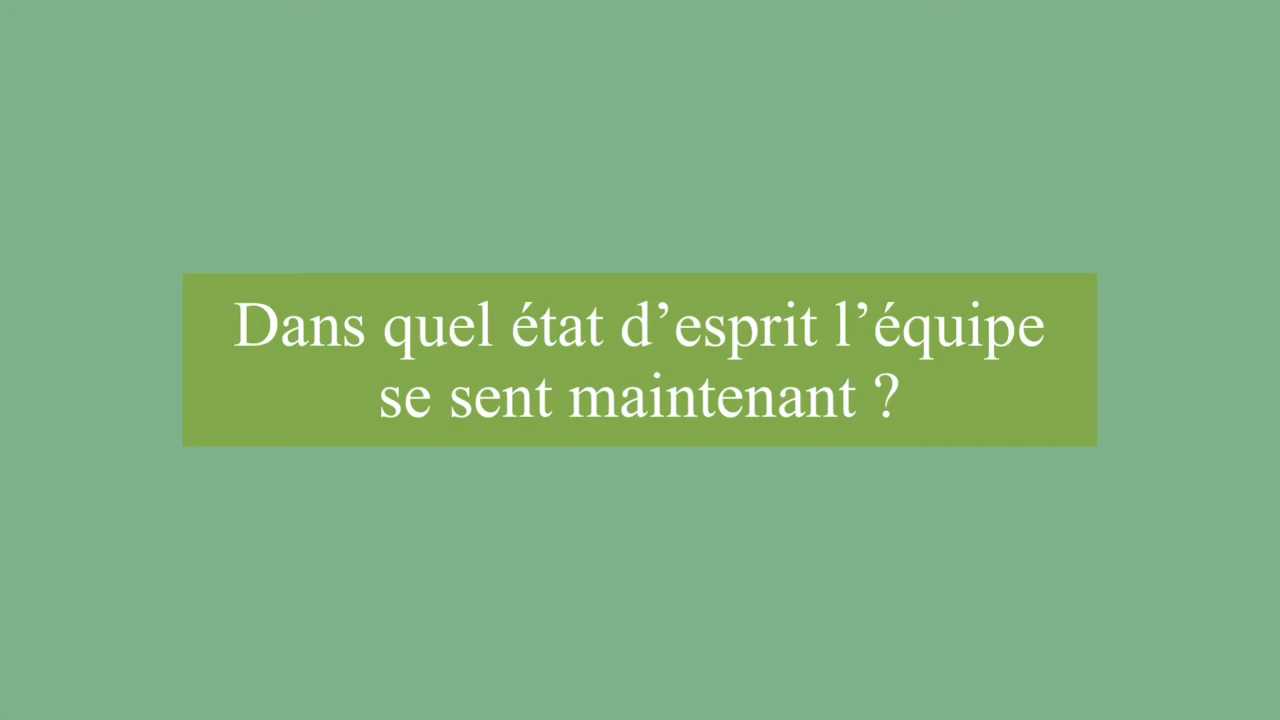 Dans quel état d’esprit l’équipe
se sent maintenant ?